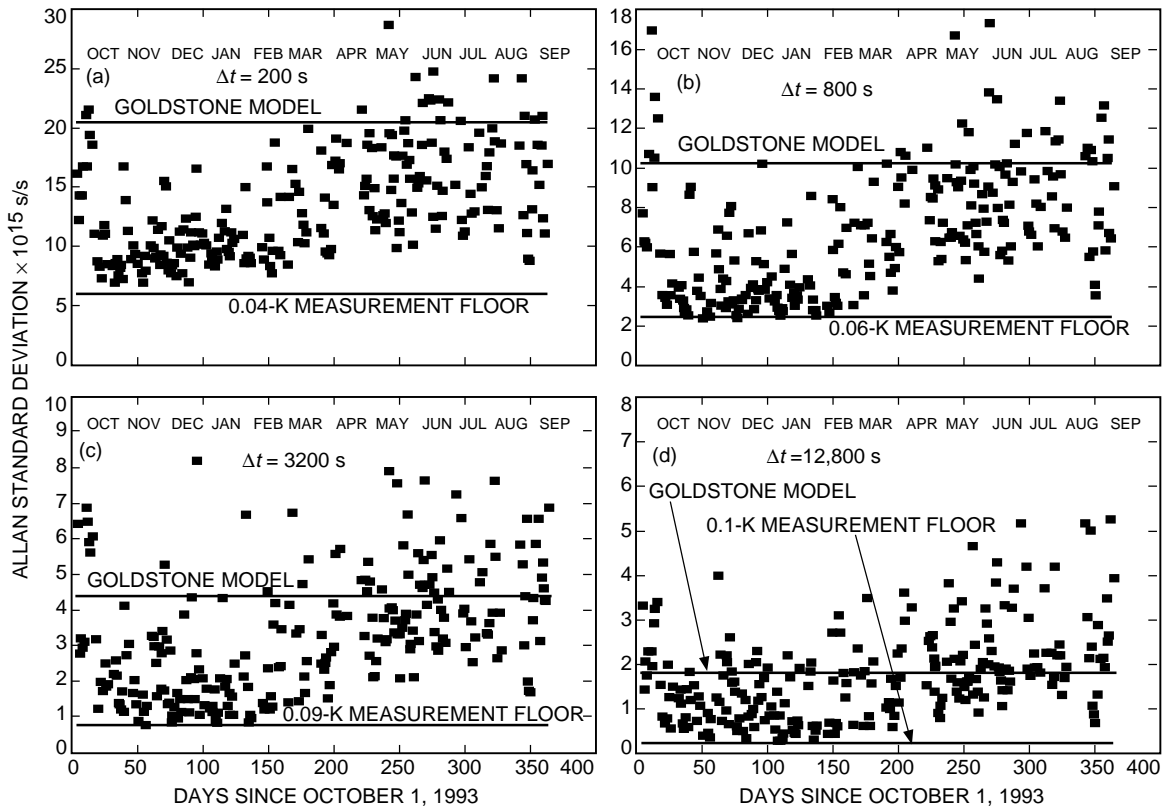 ALLAN STANDARD DEVIATION × 10^15 s/s
30
25
20
15
10
5
0
OCT NOV DEC JAN FEB MAR APR MAY JUN JUL AUG SEP
(a)
Δt = 200 s
GOLDSTONE MODEL
0.04-K MEASUREMENT FLOOR
18
16
14
12
10
8
6
4
2
0
OCT NOV DEC JAN FEB MAR APR MAY JUN JUL AUG SEP
(b)
Δt = 800 s
GOLDSTONE MODEL
0.06-K MEASUREMENT FLOOR
10
9
8
7
6
5
4
3
2
1
0
OCT NOV DEC JAN FEB MAR APR MAY JUN JUL AUG SEP
(c)
Δt = 3200 s
GOLDSTONE MODEL
0.09-K MEASUREMENT FLOOR
0 50 100 150 200 250 300 350 400
DAYS SINCE OCTOBER 1, 1993
8
7
6
5
4
3
2
1
0
OCT NOV DEC JAN FEB MAR APR MAY JUN JUL AUG SEP
(d)
Δt =12,800 s
GOLDSTONE MODEL
0.1-K MEASUREMENT FLOOR
0 50 100 150 200 250 300 350 400
DAYS SINCE OCTOBER 1, 1993